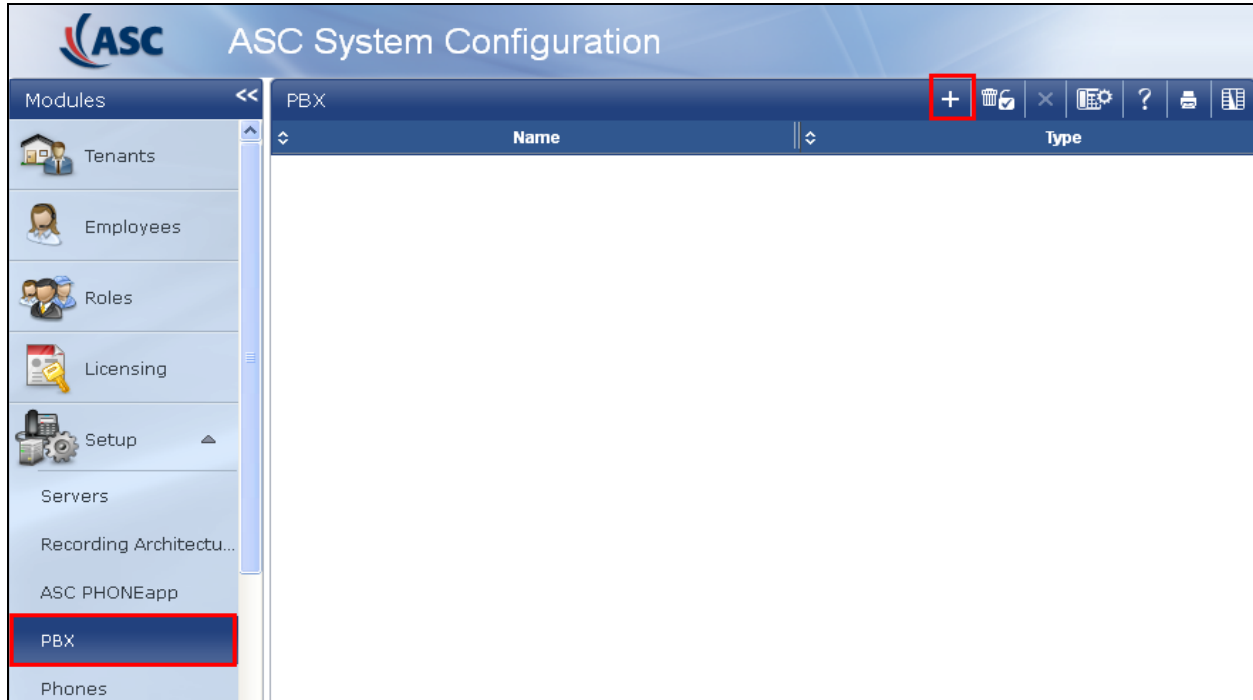 ASC ASC System Configuration
Modules <<
PBX + × ?
Name Type
Tenants
Employees
Roles
Licensing
Setup
Servers
Recording Architectu...
ASC PHONEapp
PBX
Phones